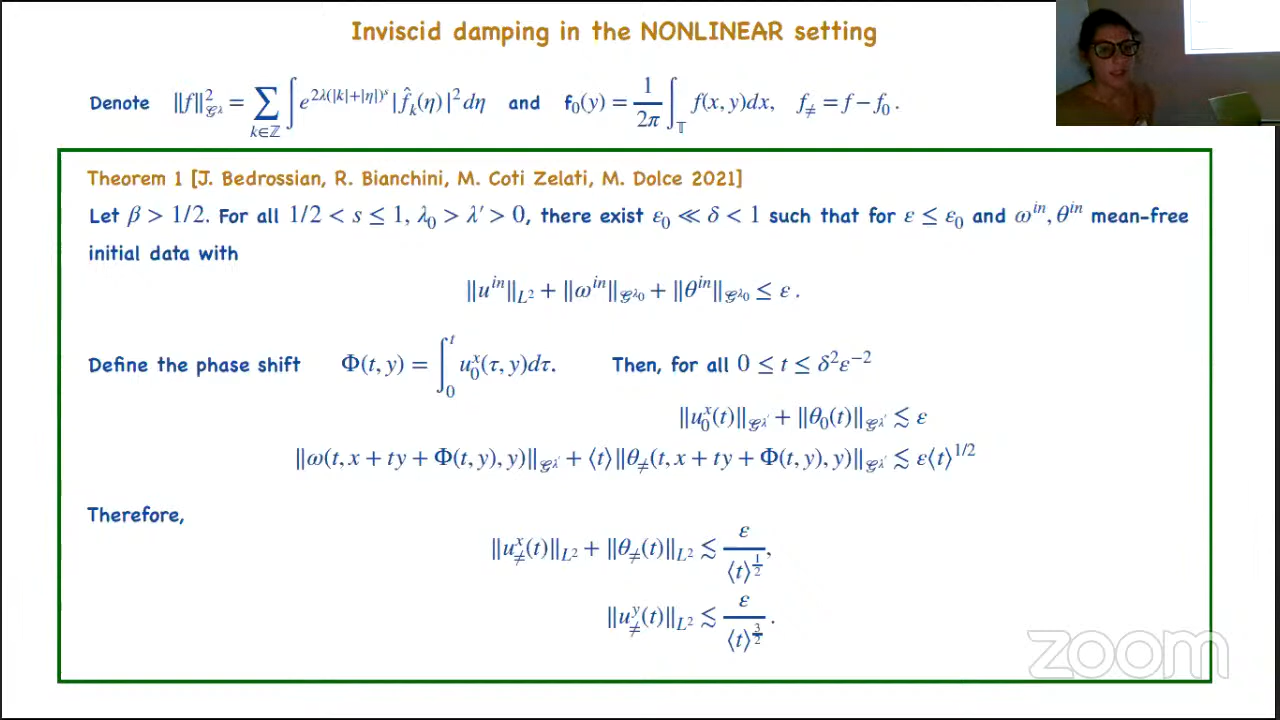 Inviscid damping in the NONLINEAR setting
Denote ‖f‖²_{𝒢^λ} = ∑_{k∈ℤ} ∫ e^{2λ(|k|+|η|)^s} |f̂_k(η)|² dη and f₀(y) = 1/2π ∫_𝕋 f(x, y)dx, f_≠ = f − f₀ .
Theorem 1 [J. Bedrossian, R. Bianchini, M. Coti Zelati, M. Dolce 2021]
Let β > 1/2. For all 1/2 < s ≤ 1, λ₀ > λ′ > 0, there exist ε₀ ≪ δ < 1 such that for ε ≤ ε₀ and ω^{in}, θ^{in} mean-free
initial data with
‖u^{in}‖_{L²} + ‖ω^{in}‖_{𝒢^{λ₀}} + ‖θ^{in}‖_{𝒢^{λ₀}} ≤ ε .
Define the phase shift Φ(t, y) = ∫₀^t u₀^x(τ, y)dτ. Then, for all 0 ≤ t ≤ δ²ε⁻²
‖u₀^x(t)‖_{𝒢^{λ′}} + ‖θ₀(t)‖_{𝒢^{λ′}} ≲ ε
‖ω(t, x + ty + Φ(t, y), y)‖_{𝒢^{λ′}} + ⟨t⟩‖θ_≠(t, x + ty + Φ(t, y), y)‖_{𝒢^{λ′}} ≲ ε⟨t⟩^{1/2}
Therefore,
‖u_≠^x(t)‖_{L²} + ‖θ_≠(t)‖_{L²} ≲ ε/⟨t⟩^{1/2},
‖u_≠^y(t)‖_{L²} ≲ ε/⟨t⟩^{3/2} .
zoom